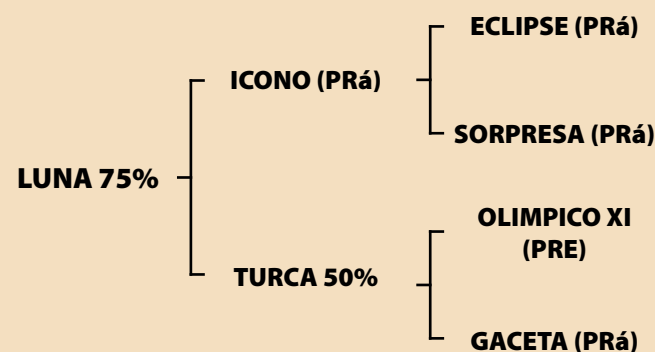 ECLIPSE (PRá)
ICONO (PRá)
SORPRESA (PRá)
LUNA 75%
OLIMPICO XI
(PRE)
TURCA 50%
GACETA (PRá)